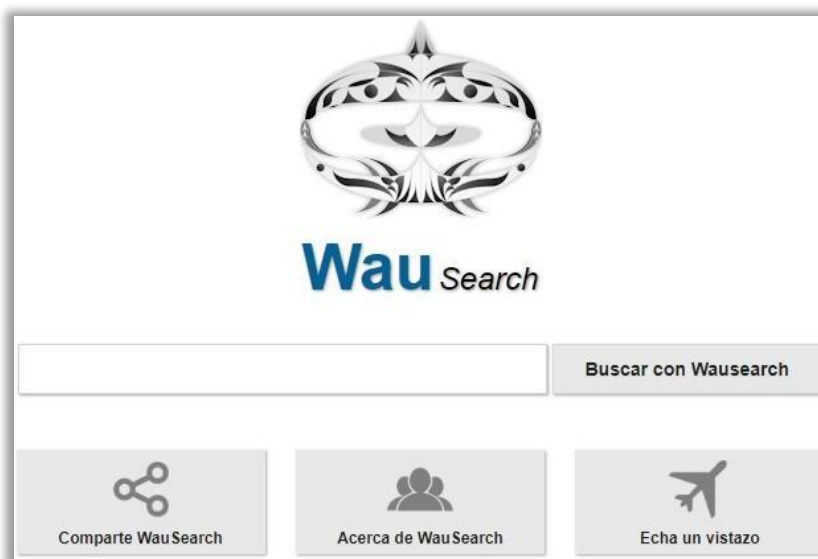 Wau Search
Buscar con Wausearch
Comparte WauSearch
Acerca de WauSearch
Echa un vistazo